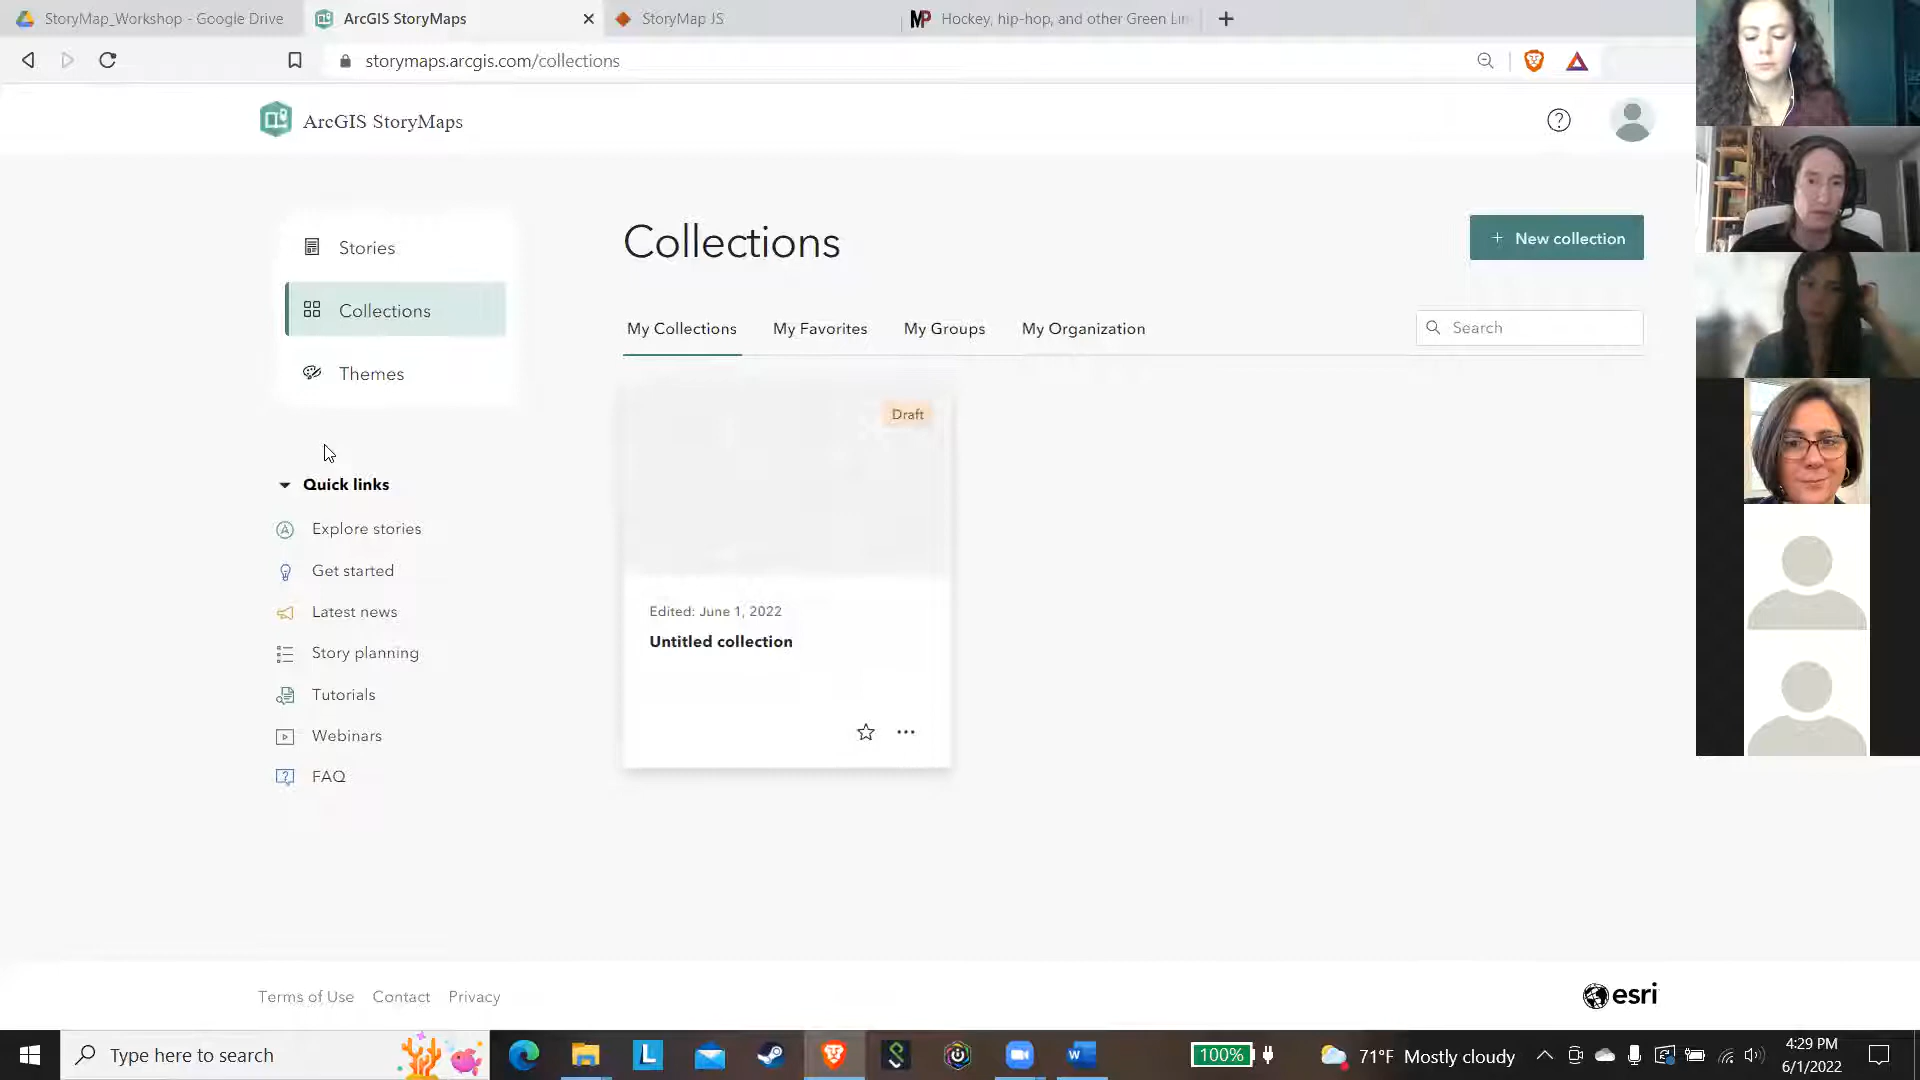 StoryMap_Workshop - Google Drive
ArcGIS StoryMaps
StoryMap JS
MP Hockey, hip-hop, and other Green Lin
storymaps.arcgis.com/collections
ArcGIS StoryMaps
Stories
Collections
Themes
Quick links
Explore stories
Get started
Latest news
Story planning
Tutorials
Webinars
FAQ
Collections
+ New collection
My Collections
My Favorites
My Groups
My Organization
Search
Draft
Edited: June 1, 2022
Untitled collection
Terms of Use
Contact
Privacy
esri
Type here to search
100%
71°F Mostly cloudy
4:29 PM
6/1/2022